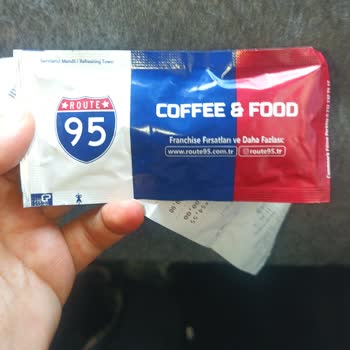 Serinletici Mendil / Refreshing Towel
ROUTE
95
COFFEE & FOOD
Franchise Fırsatları ve Daha Fazlası:
www.route95.com.tr
route95.tr